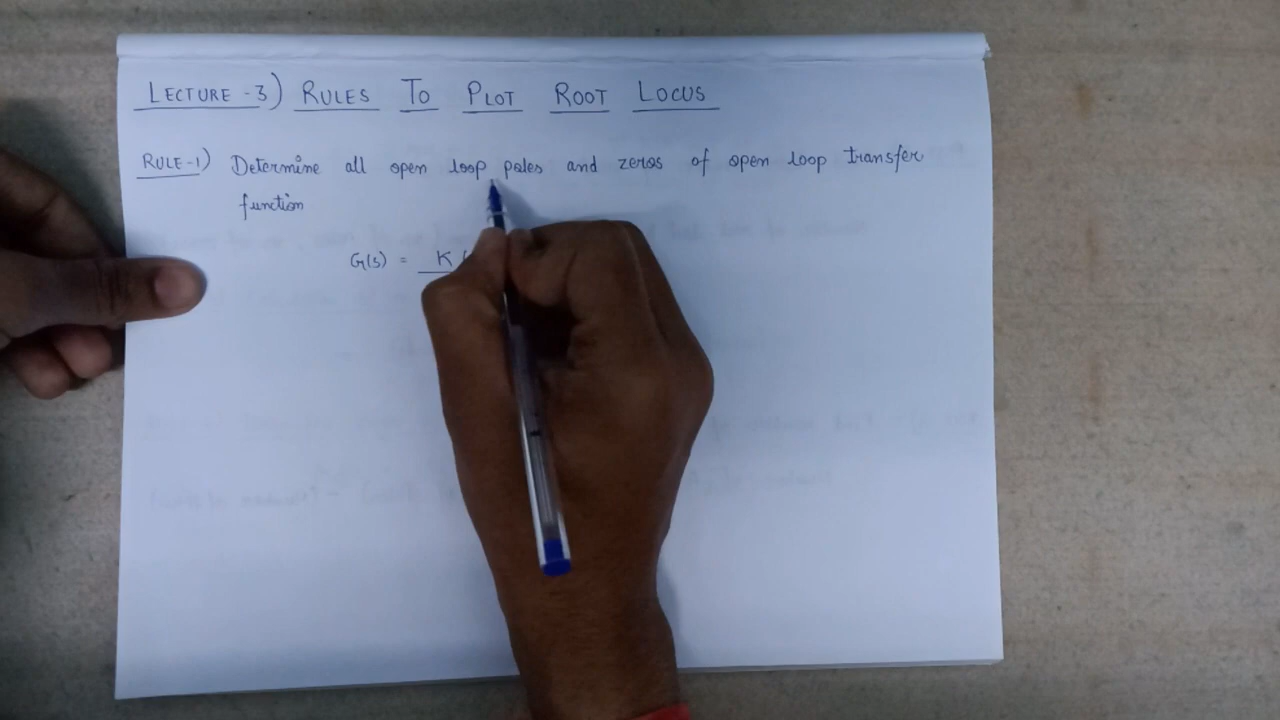 LECTURE - 3) RULES TO PLOT ROOT LOCUS
RULE-1) Determine all open loop poles and zeros of open loop transfer
function
G(s) = K (